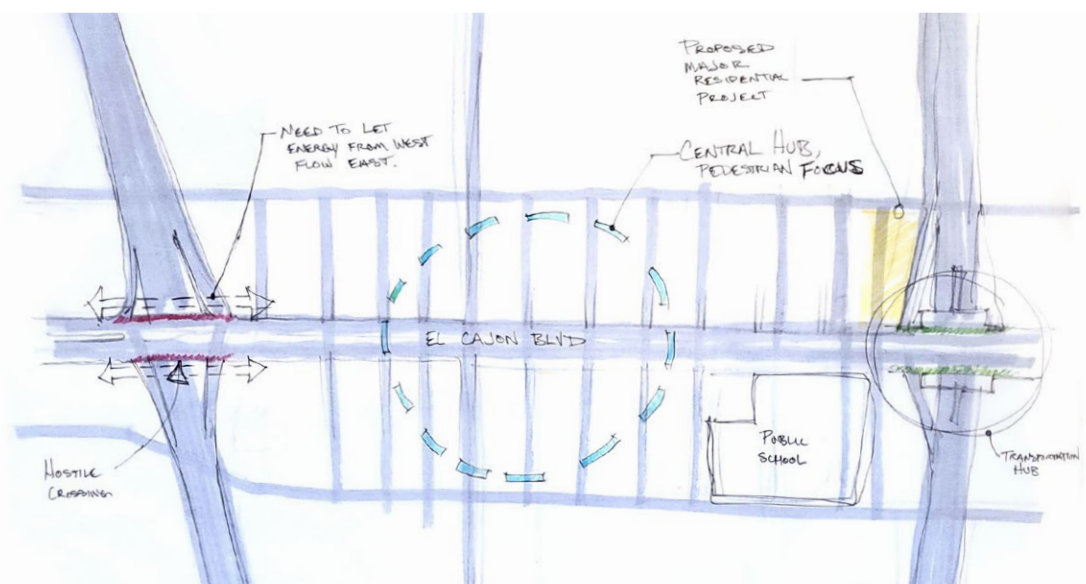 PROPOSED
MAJOR
RESIDENTIAL
PROJECT
NEED TO LET
ENERGY FROM WEST
FLOW EAST.
CENTRAL HUB,
PEDESTRIAN FOCUS
EL CAJON BLVD
PUBLIC
SCHOOL
HOSTILE
CROSSING
TRANSPORTATION
HUB